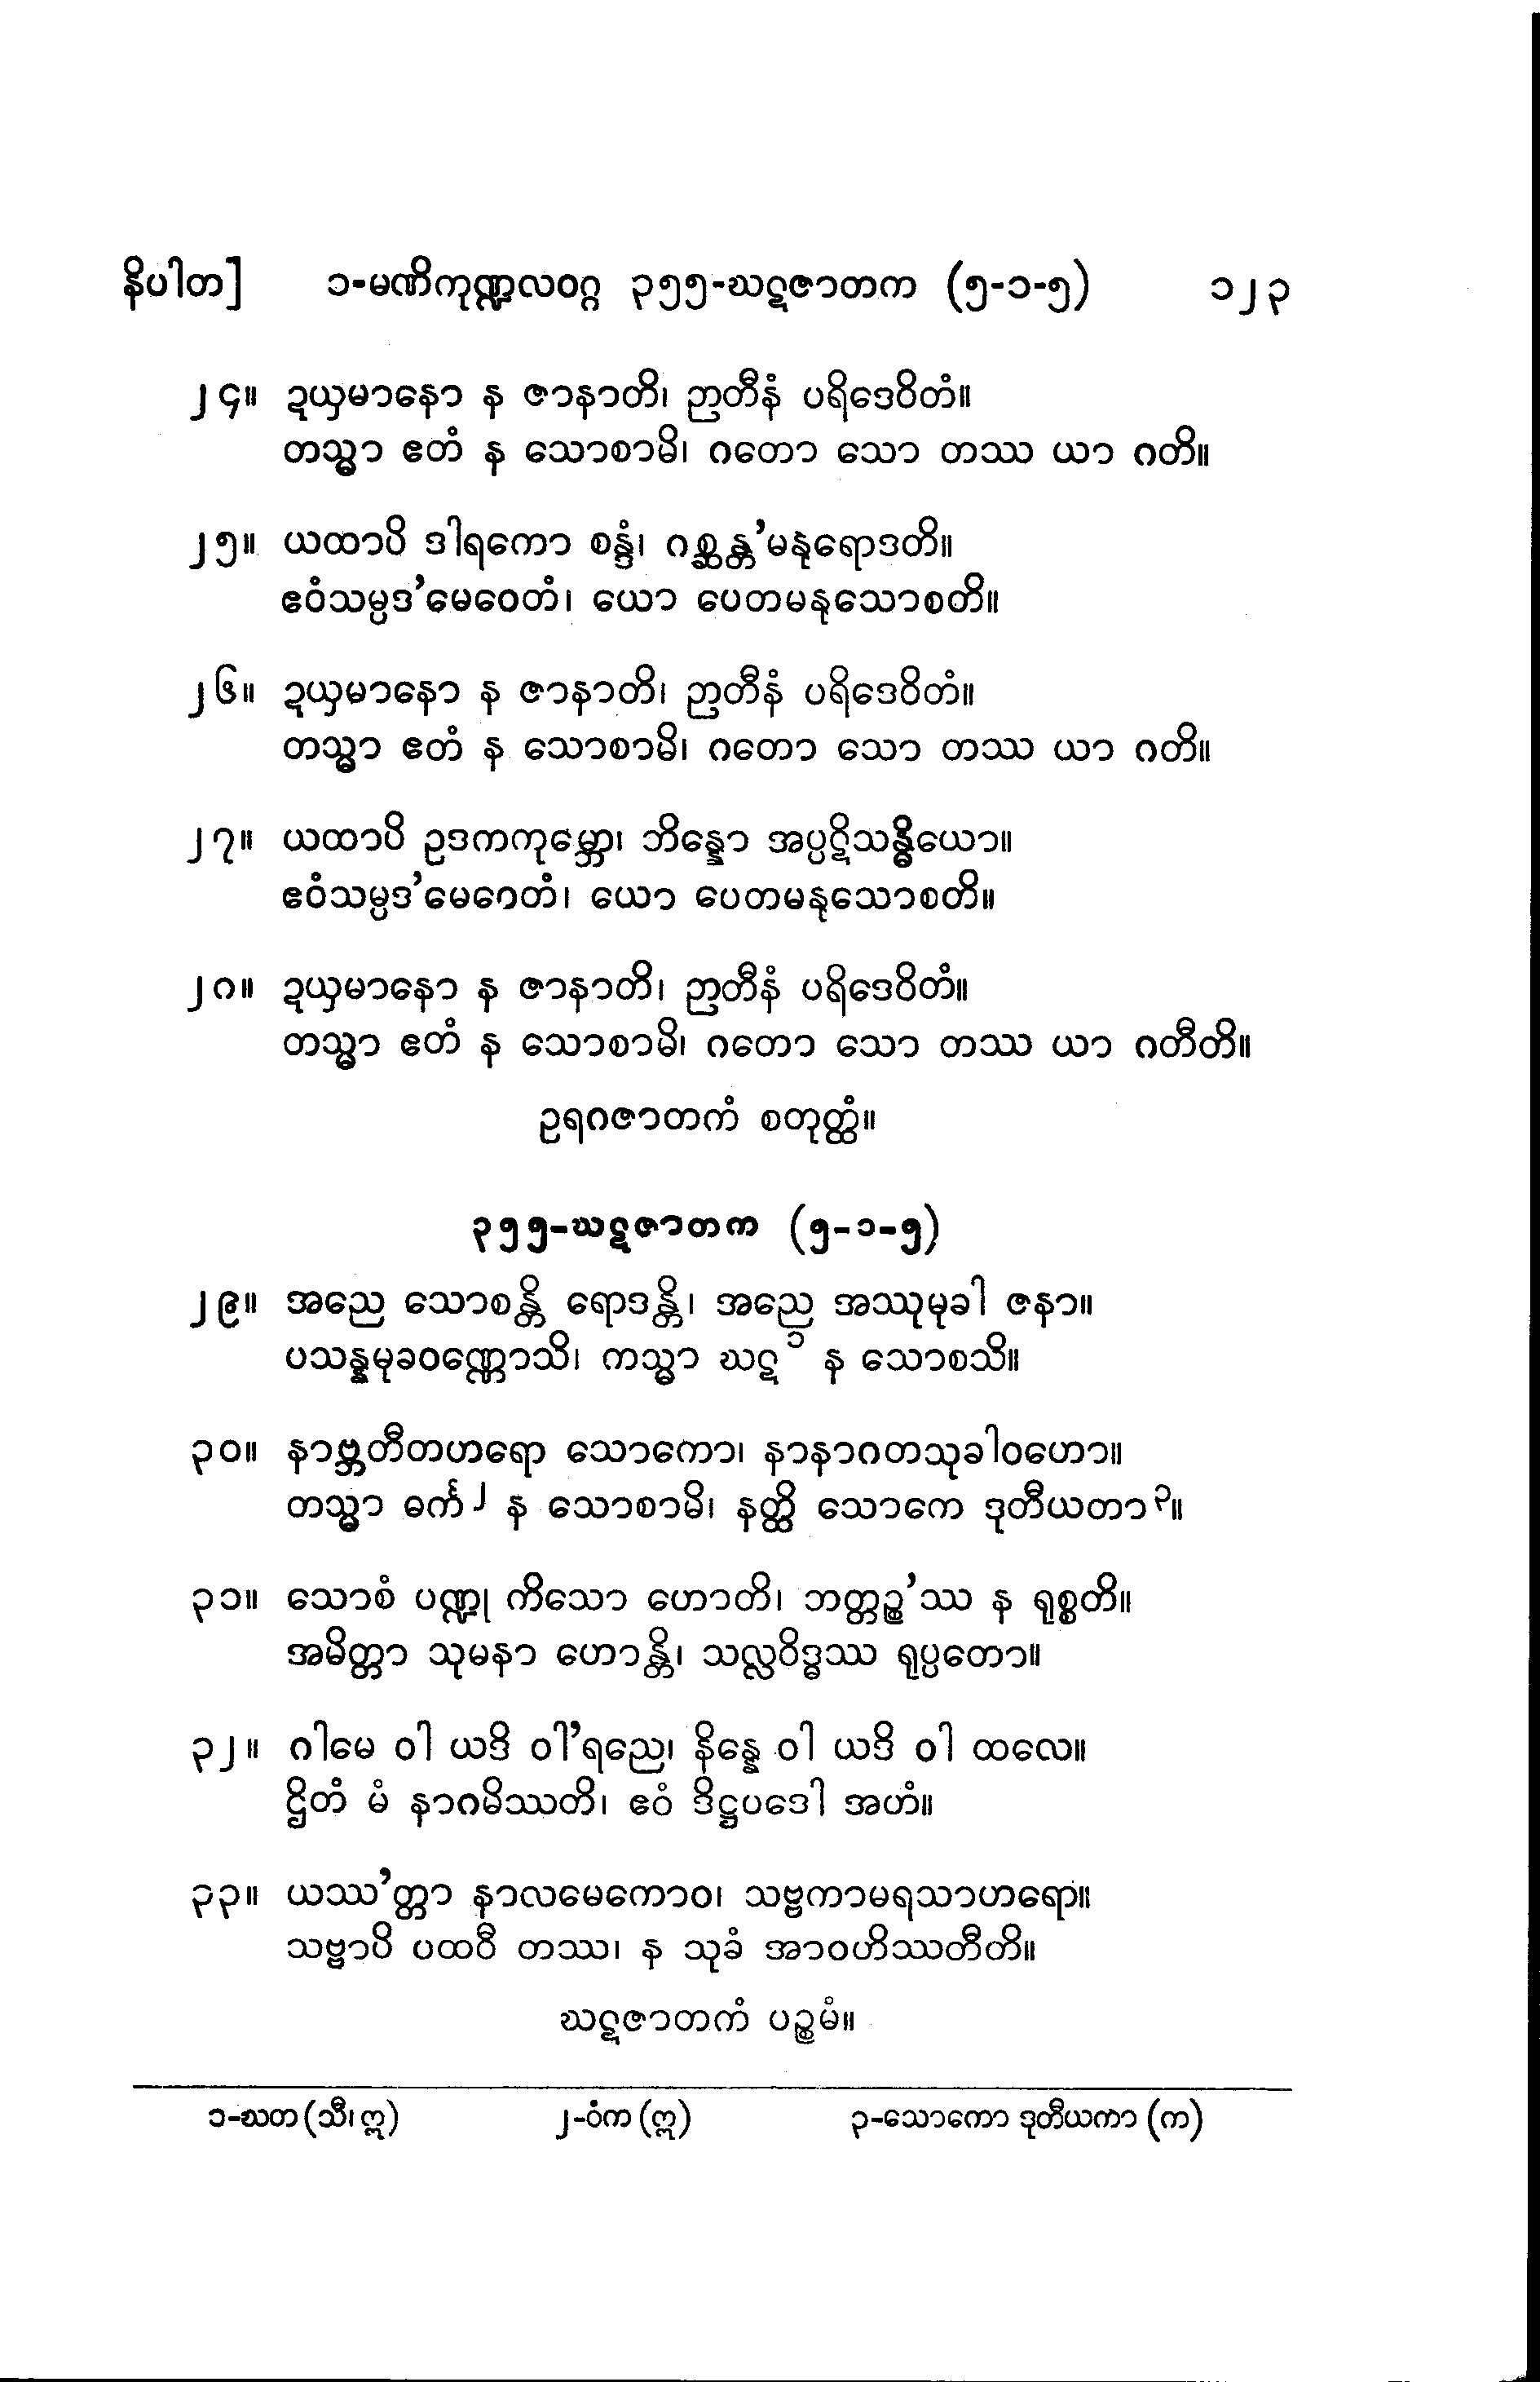 နိပါတ] ၁-မဏိကုဏ္ဍလဝဂ္ဂ ၃၅၅-ဃဋဇာတက (၅-၁-၅) ၁၂၃
၂၄။ ဍယှမာနော န ဇာနာတိ၊ ဉာတီနံ ပရိဒေဝိတံ။
တသ္မာ ဧတံ န သောစာမိ၊ ဂတော သော တဿ ယာ ဂတိ။
၂၅။ ယထာပိ ဒါရကော စန္ဒံ၊ ဂစ္ဆန္တ’မနုရောဒတိ။
ဧဝံသမ္ပဒ’မေဝေတံ၊ ယော ပေတမနုသောစတိ။
၂၆။ ဍယှမာနော န ဇာနာတိ၊ ဉာတီနံ ပရိဒေဝိတံ။
တသ္မာ ဧတံ န သောစာမိ၊ ဂတော သော တဿ ယာ ဂတိ။
၂၇။ ယထာပိ ဥဒကကုမ္ဘော၊ ဘိန္နော အပ္ပဋိသန္ဓိယော။
ဧဝံသမ္ပဒ’မေဝေတံ၊ ယော ပေတမနုသောစတိ။
၂၈။ ဍယှမာနော န ဇာနာတိ၊ ဉာတီနံ ပရိဒေဝိတံ။
တသ္မာ ဧတံ န သောစာမိ၊ ဂတော သော တဿ ယာ ဂတီတိ။
ဥရဂဇာတကံ စတုတ္ထံ။
၃၅၅-ဃဋဇာတက (၅-၁-၅)
၂၉။ အညေ သောစန္တိ ရောဒန္တိ၊ အညေ အဿုမုခါ ဇနာ။
ပသန္နမုခဝဏ္ဏောသိ၊ ကသ္မာ ဃဋ ၁ န သောစသိ။
၃၀။ နာဗ္ဘတီတဟရော သောကော၊ နာနာဂတသုခါဝဟော။
တသ္မာ ဓင်္က ၂ န သောစာမိ၊ နတ္ထိ သောကေ ဒုတီယတာ ၃။
၃၁။ သောစံ ပဏ္ဍု ကိသော ဟောတိ၊ ဘတ္တဉ္စ’ဿ န ရုစ္စတိ။
အမိတ္တာ သုမနာ ဟောန္တိ၊ သလ္လဝိဒ္ဓဿ ရုပ္ပတော။
၃၂။ ဂါမေ ဝါ ယဒိ ဝါ’ရညေ၊ နိန္နေ ဝါ ယဒိ ဝါ ထလေ။
ဌိတံ မံ နာဂမိဿတိ၊ ဧဝံ ဒိဋ္ဌပဒေါ အဟံ။
၃၃။ ယဿ’တ္တာ နာလမေကောဝ၊ သဗ္ဗကာမရသာဟရော။
သဗ္ဗာပိ ပထဝီ တဿ၊ န သုခံ အာဝဟိဿတီတိ။
ဃဋဇာတကံ ပဉ္စမံ။
၁-ဃတ (သီ၊ ဣ) ၂-ဝံက (ဣ) ၃-သောကော ဒုတီယကာ (က)